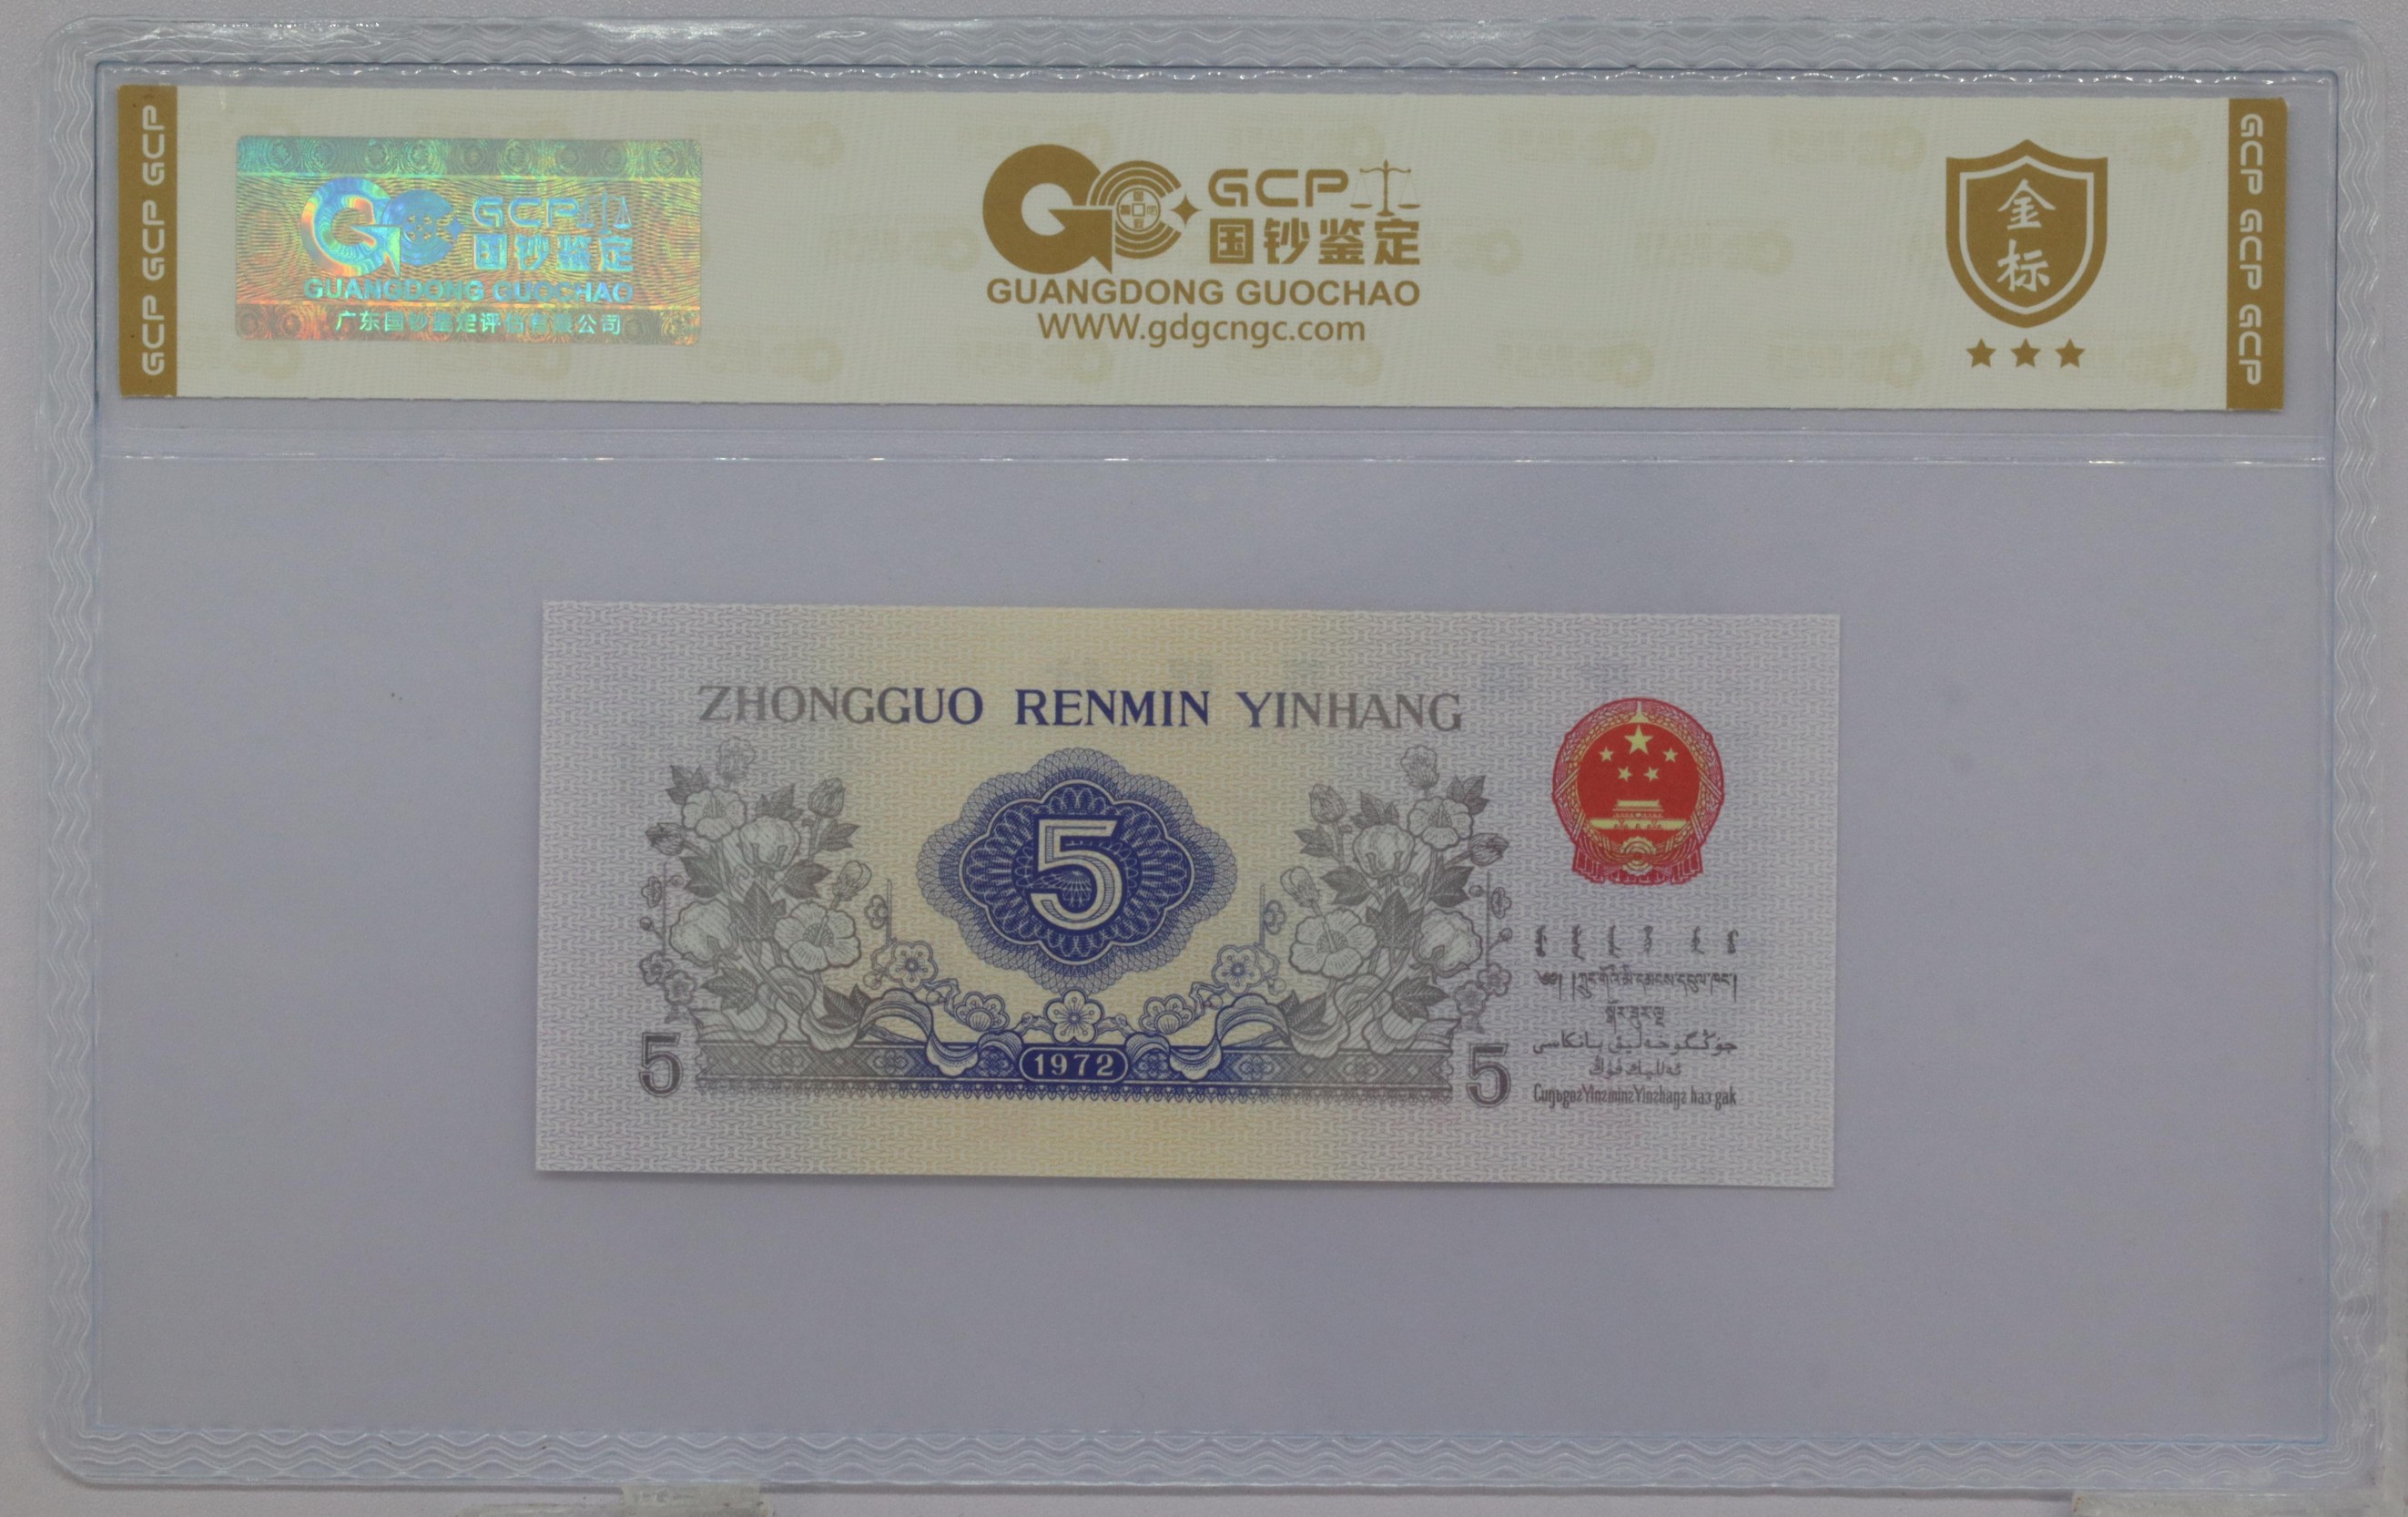 GCP GCP GCP
GCP
国钞鉴定
GUANGDONG GUOCHAO
广东国钞鉴定评估有限公司
GCP
国钞鉴定
GUANGDONG GUOCHAO
WWW.gdgcngc.com
金
标
GCP GCP GCP
ZHONGGUO RENMIN YINHANG
5
5
1972
5